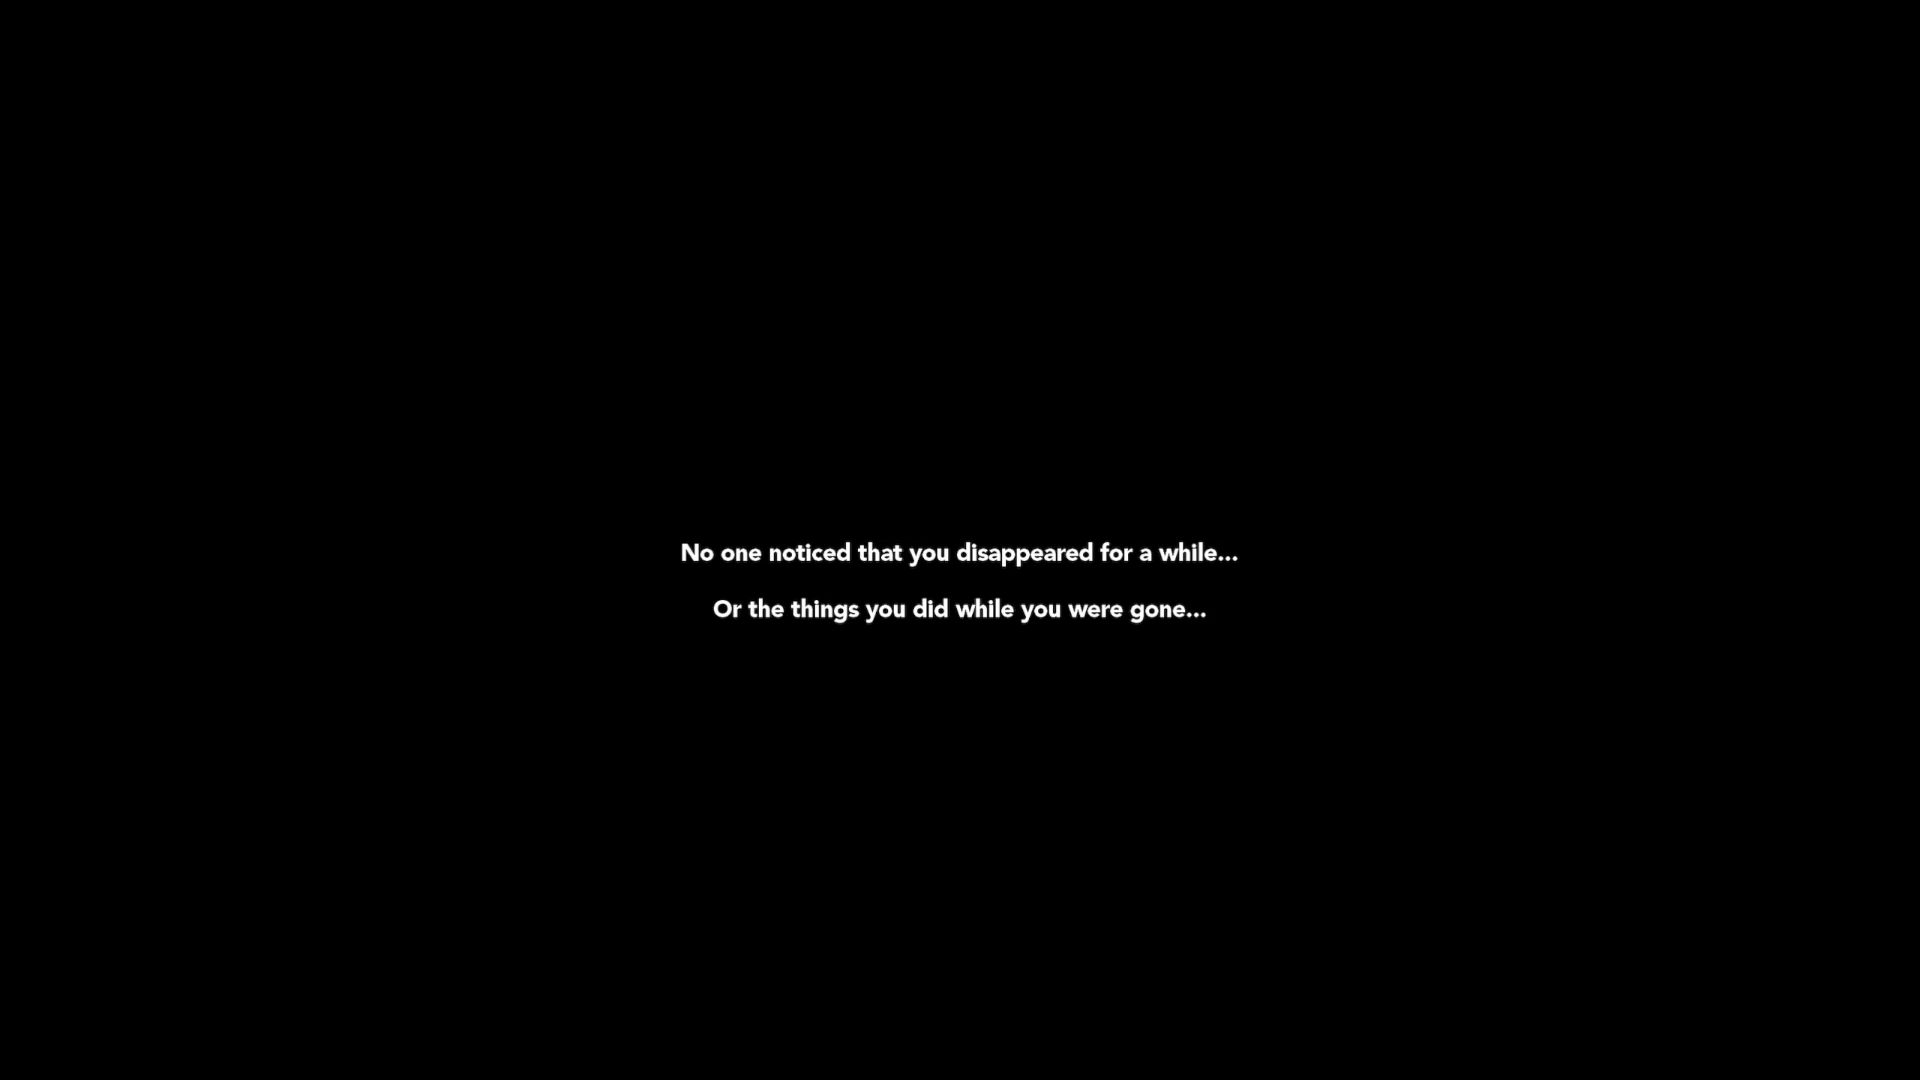 No one noticed that you disappeared for a while...
Or the things you did while you were gone...